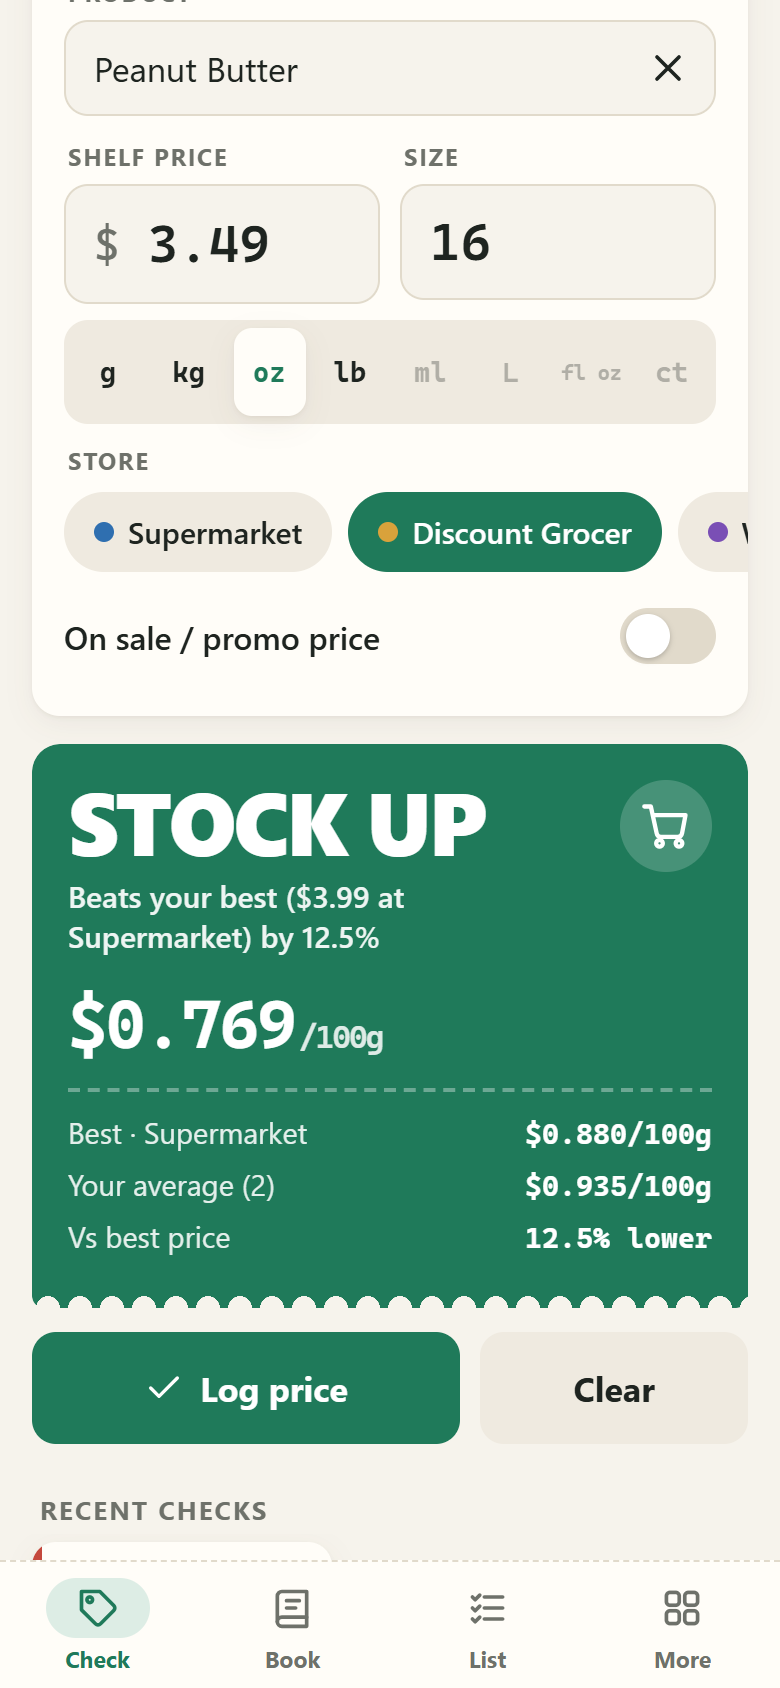 PRODUCT
Peanut Butter
SHELF PRICE
SIZE
$ 3.49
16
g kg oz lb ml L fl oz ct
STORE
Supermarket
Discount Grocer
On sale / promo price
STOCK UP
Beats your best ($3.99 at
Supermarket) by 12.5%
$0.769/100g
Best · Supermarket $0.880/100g
Your average (2) $0.935/100g
Vs best price 12.5% lower
Log price
Clear
RECENT CHECKS
Check
Book
List
More